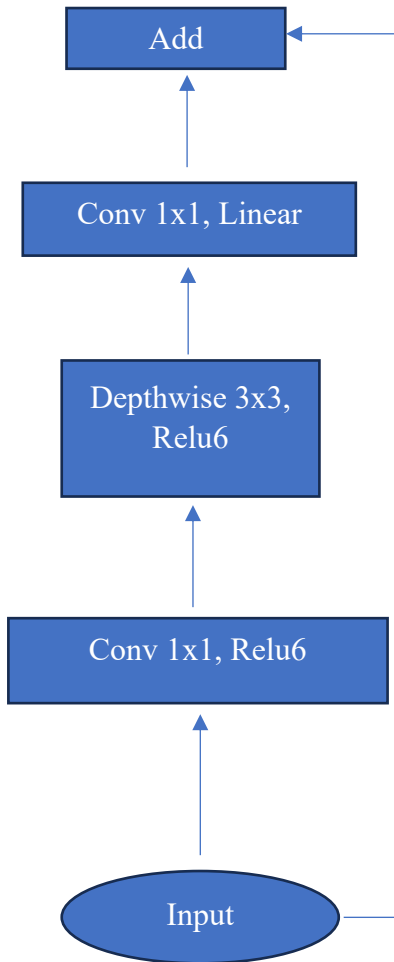 Add
Conv 1x1, Linear
Depthwise 3x3,
Relu6
Conv 1x1, Relu6
Input